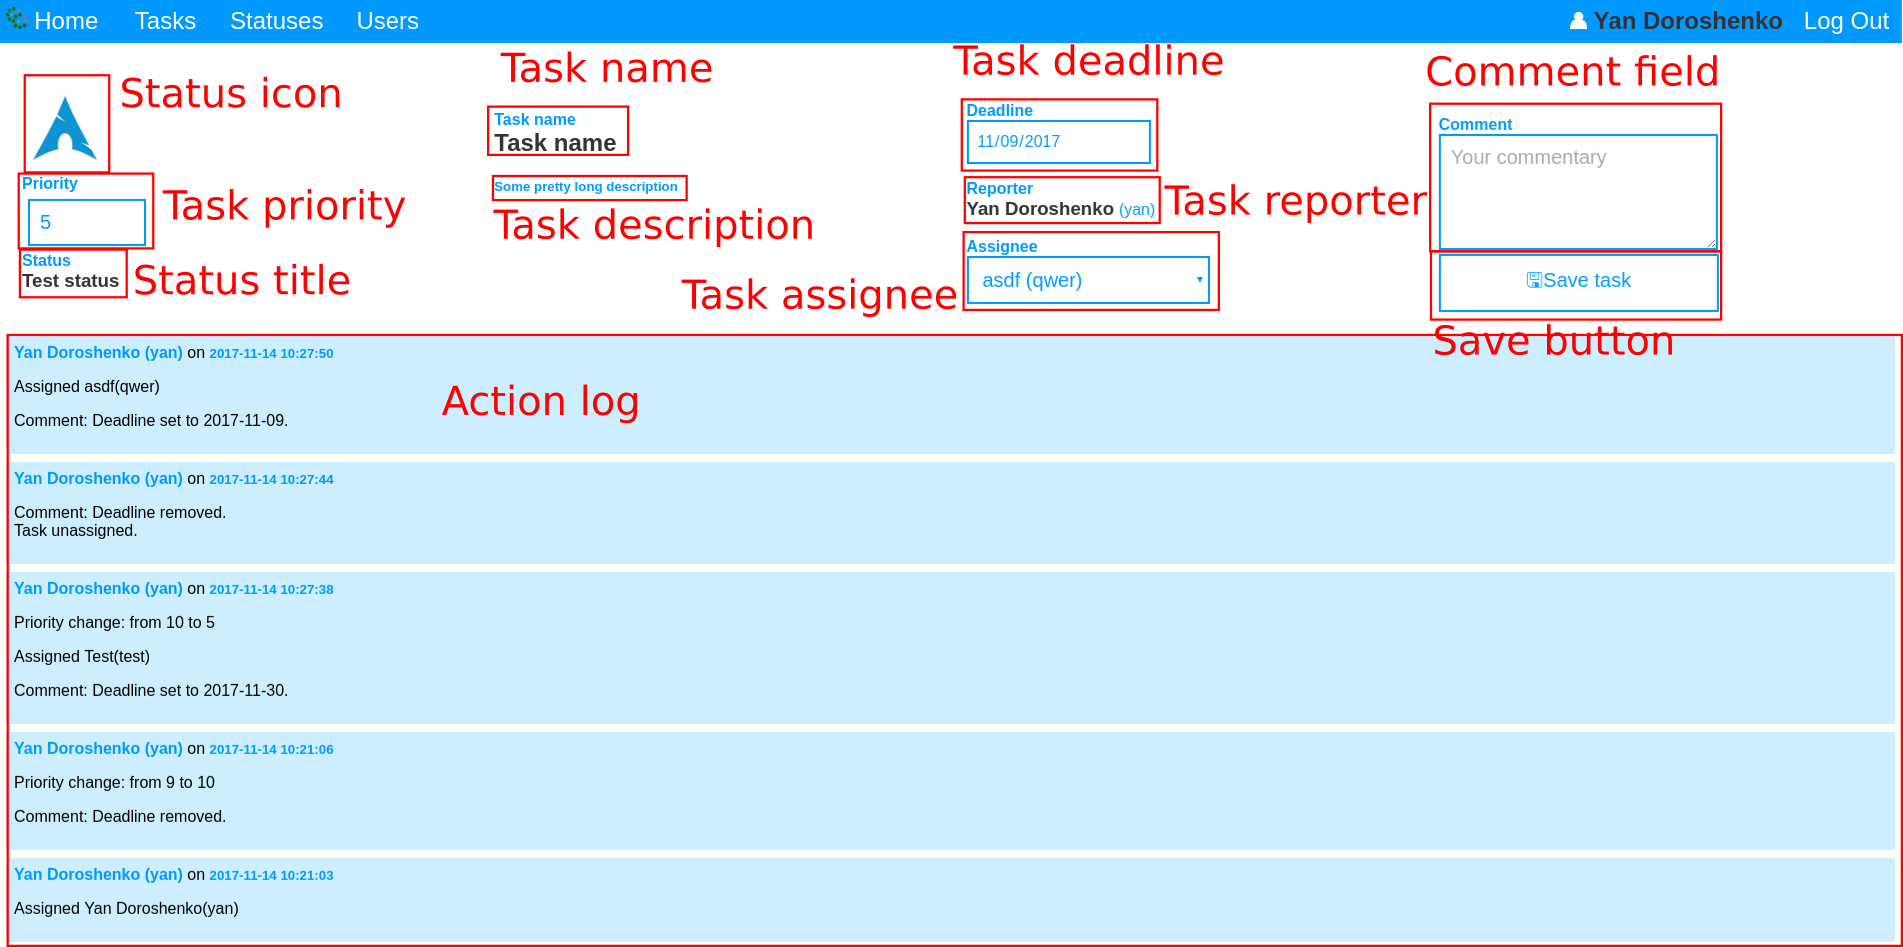 Home Tasks Statuses Users Yan Doroshenko Log Out
Status icon
Priority
5
Task priority
Status
Test status
Status title
Task name
Task name
Task name
Some pretty long description
Task description
Task deadline
Deadline
11/09/2017
Reporter
Yan Doroshenko (yan)
Task reporter
Assignee
asdf (qwer)
Task assignee
Comment field
Comment
Your commentary
Save task
Save button
Yan Doroshenko (yan) on 2017-11-14 10:27:50
Assigned asdf(qwer)
Comment: Deadline set to 2017-11-09.
Action log
Yan Doroshenko (yan) on 2017-11-14 10:27:44
Comment: Deadline removed.
Task unassigned.
Yan Doroshenko (yan) on 2017-11-14 10:27:38
Priority change: from 10 to 5
Assigned Test(test)
Comment: Deadline set to 2017-11-30.
Yan Doroshenko (yan) on 2017-11-14 10:21:06
Priority change: from 9 to 10
Comment: Deadline removed.
Yan Doroshenko (yan) on 2017-11-14 10:21:03
Assigned Yan Doroshenko(yan)